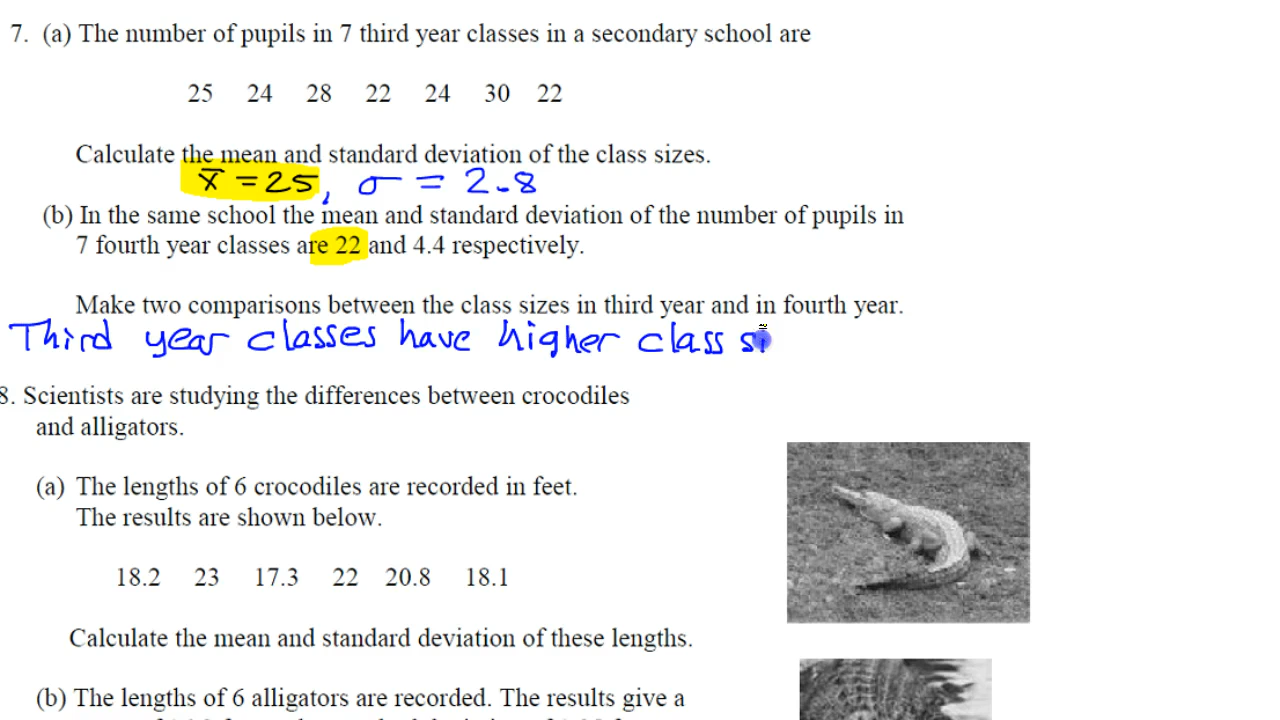 7. (a) The number of pupils in 7 third year classes in a secondary school are
25 24 28 22 24 30 22
Calculate the mean and standard deviation of the class sizes.
x̄ = 25, σ = 2.8
(b) In the same school the mean and standard deviation of the number of pupils in
7 fourth year classes are 22 and 4.4 respectively.
Make two comparisons between the class sizes in third year and in fourth year.
Third year classes have higher class si
8. Scientists are studying the differences between crocodiles
and alligators.
(a) The lengths of 6 crocodiles are recorded in feet.
The results are shown below.
18.2 23 17.3 22 20.8 18.1
Calculate the mean and standard deviation of these lengths.
(b) The lengths of 6 alligators are recorded. The results give a